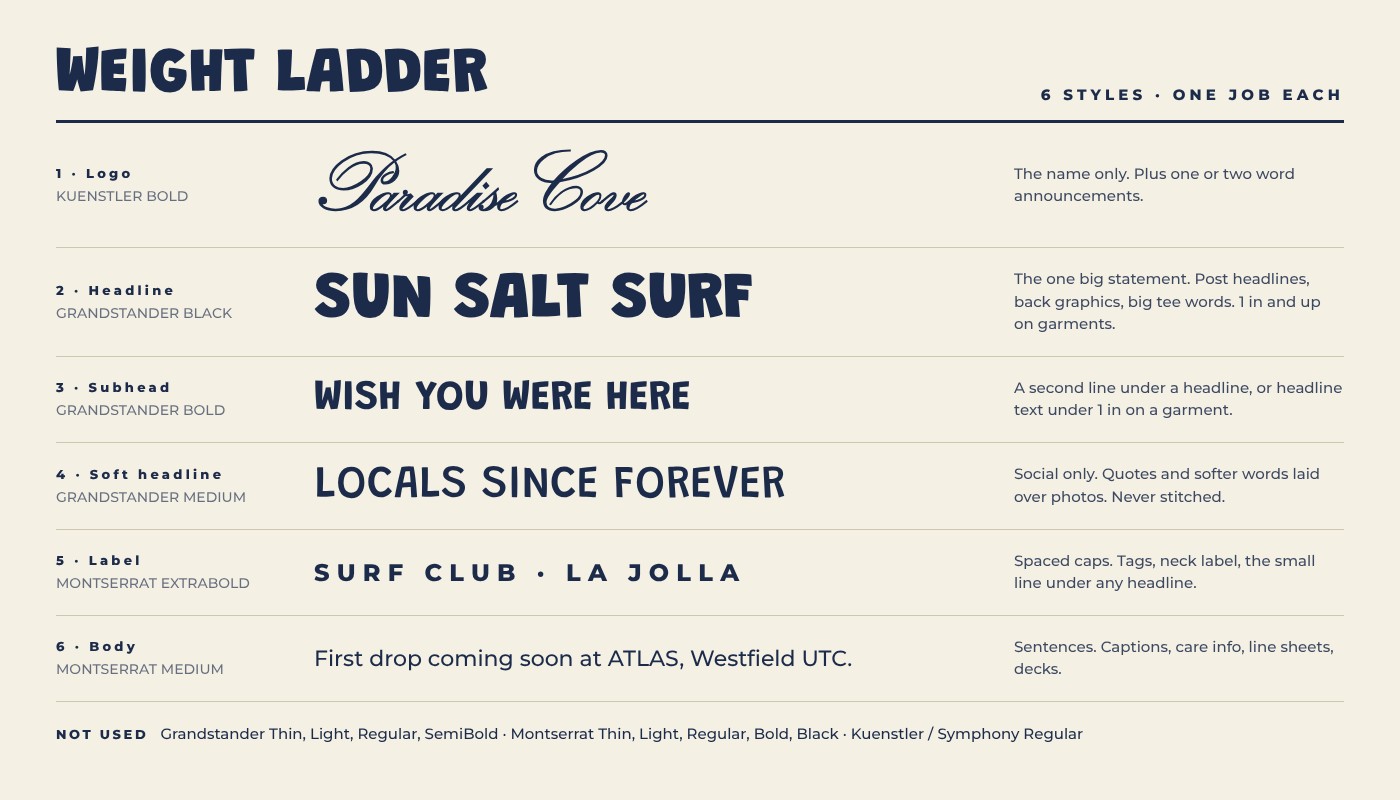 WEIGHT LADDER
6 STYLES · ONE JOB EACH
1 · Logo
KUENSTLER BOLD
Paradise Cove
The name only. Plus one or two word
announcements.
2 · Headline
GRANDSTANDER BLACK
SUN SALT SURF
The one big statement. Post headlines,
back graphics, big tee words. 1 in and up
on garments.
3 · Subhead
GRANDSTANDER BOLD
WISH YOU WERE HERE
A second line under a headline, or headline
text under 1 in on a garment.
4 · Soft headline
GRANDSTANDER MEDIUM
LOCALS SINCE FOREVER
Social only. Quotes and softer words laid
over photos. Never stitched.
5 · Label
MONTSERRAT EXTRABOLD
SURF CLUB · LA JOLLA
Spaced caps. Tags, neck label, the small
line under any headline.
6 · Body
MONTSERRAT MEDIUM
First drop coming soon at ATLAS, Westfield UTC.
Sentences. Captions, care info, line sheets,
decks.
NOT USED Grandstander Thin, Light, Regular, SemiBold · Montserrat Thin, Light, Regular, Bold, Black · Kuenstler / Symphony Regular